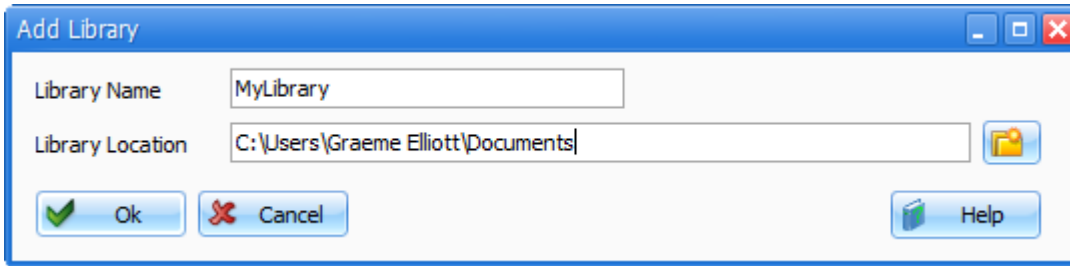 Add Library
Library Name MyLibrary
Library Location C:\Users\Graeme Elliott\Documents
Ok Cancel Help